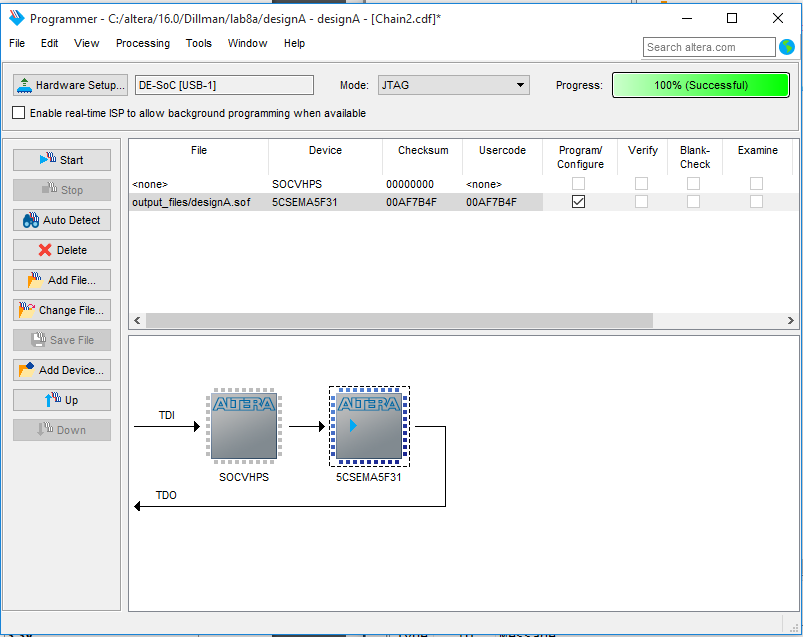 Programmer - C:/altera/16.0/Dillman/lab8a/designA - designA - [Chain2.cdf]*
File Edit View Processing Tools Window Help
Search altera.com
Hardware Setup... DE-SoC [USB-1] Mode: JTAG Progress: 100% (Successful)
Enable real-time ISP to allow background programming when available
Start
Stop
Auto Detect
Delete
Add File...
Change File...
Save File
Add Device...
Up
Down
File Device Checksum Usercode Program/ Verify Blank- Examine
Configure Check
<none> SOCVHPS 00000000 <none>
output_files/designA.sof 5CSEMA5F31 00AF7B4F 00AF7B4F
TDI
ALTERA
SOCVHPS
ALTERA
5CSEMA5F31
TDO
Message